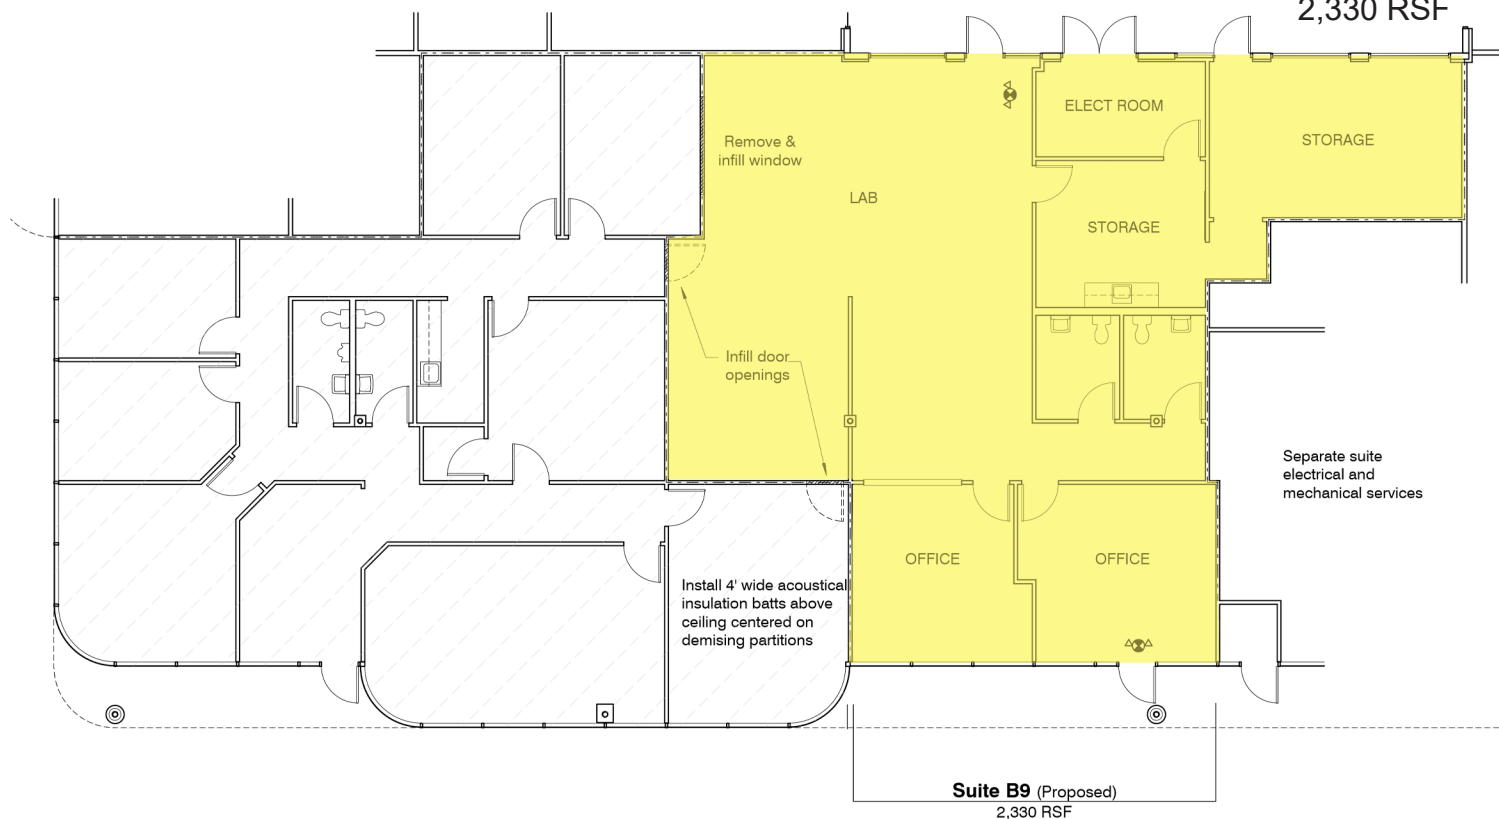 2,330 RSF
ELECT ROOM
STORAGE
Remove &
infill window
LAB
STORAGE
Infill door
openings
Separate suite
electrical and
mechanical services
OFFICE
OFFICE
Install 4' wide acoustical
insulation batts above
ceiling centered on
demising partitions
Suite B9 (Proposed)
2,330 RSF